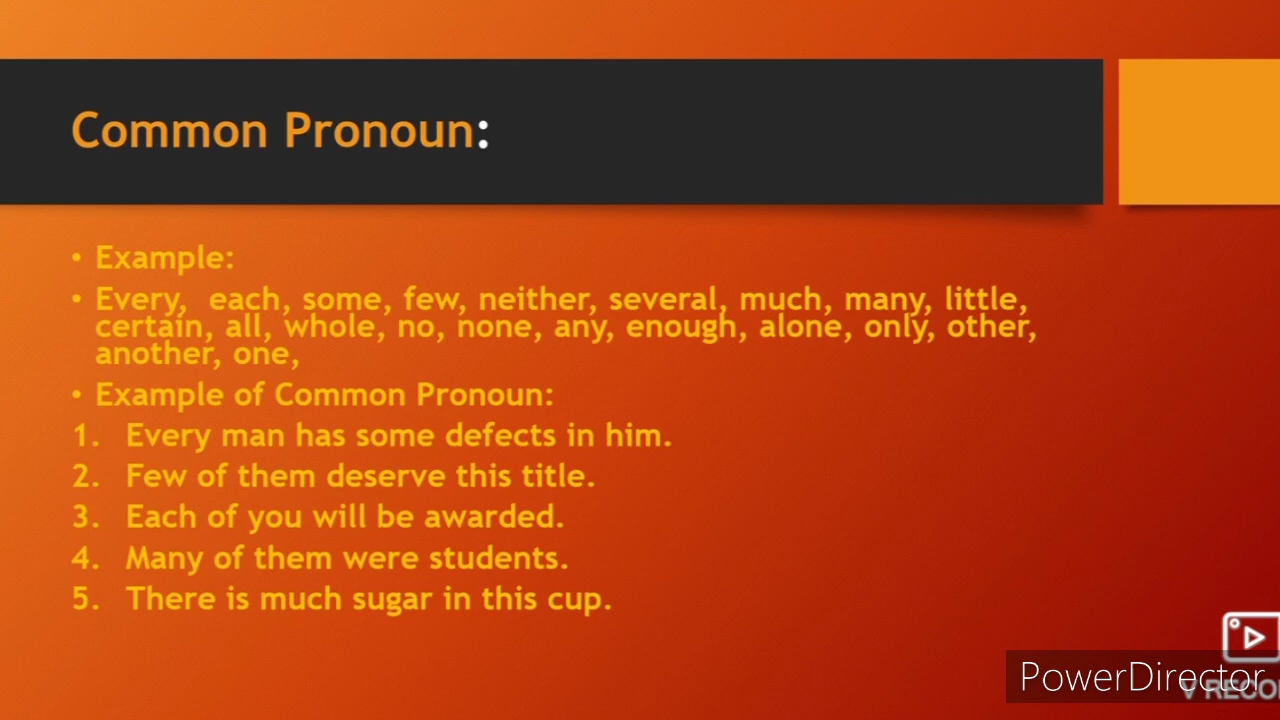 Common Pronoun:
• Example:
• Every, each, some, few, neither, several, much, many, little,
certain, all, whole, no, none, any, enough, alone, only, other,
another, one,
• Example of Common Pronoun:
1. Every man has some defects in him.
2. Few of them deserve this title.
3. Each of you will be awarded.
4. Many of them were students.
5. There is much sugar in this cup.
PowerDirector